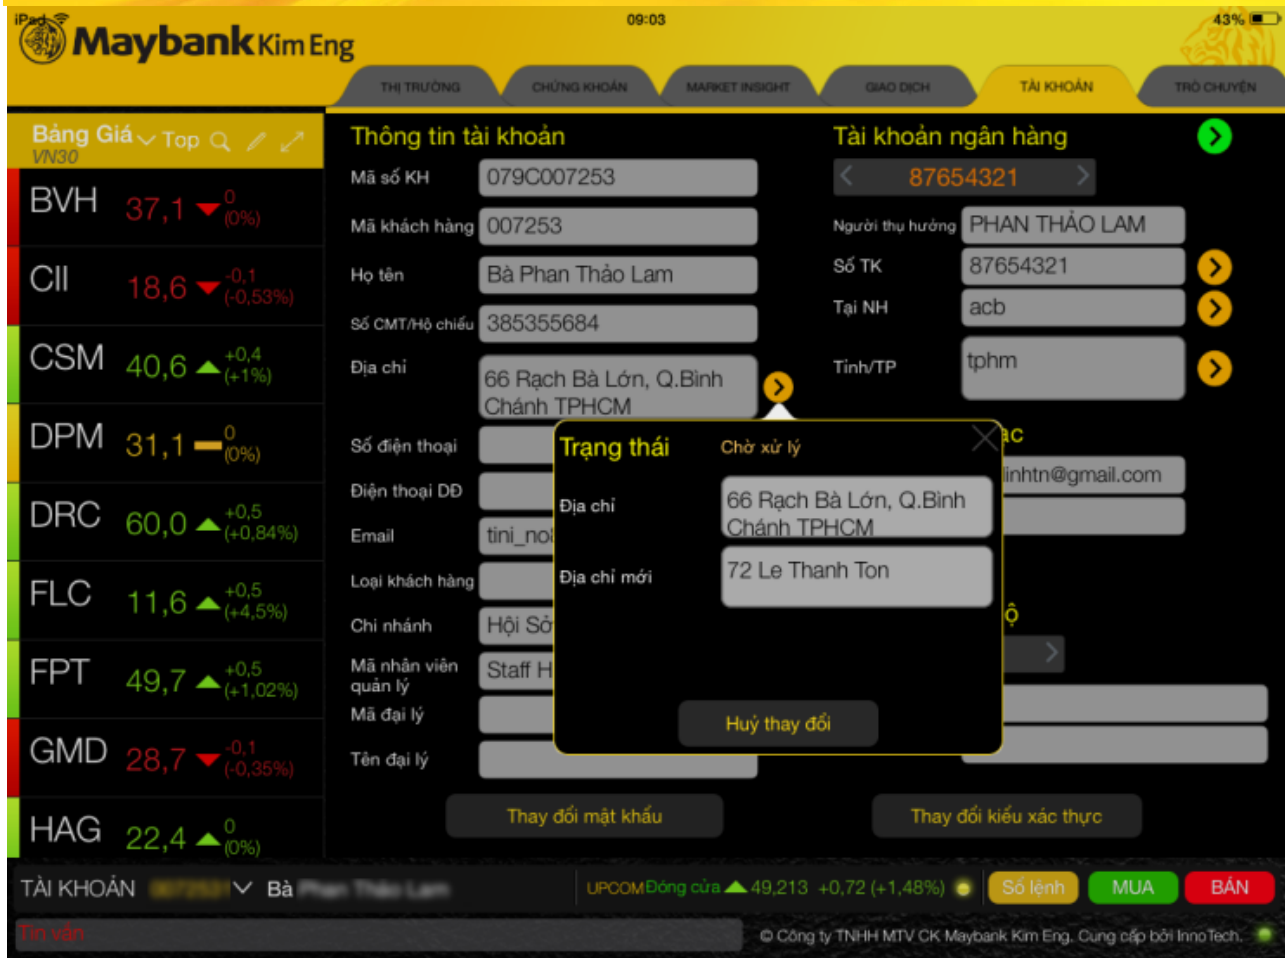 iPad 09:03 43%
Maybank Kim Eng
THỊ TRƯỜNG CHỨNG KHOÁN MARKET INSIGHT GIAO DỊCH TÀI KHOẢN TRÒ CHUYỆN
Bảng Giá Top
VN30
BVH 37,1 0 (0%)
CII 18,6 -0,1 (-0,53%)
CSM 40,6 +0,4 (+1%)
DPM 31,1 0 (0%)
DRC 60,0 +0,5 (+0,84%)
FLC 11,6 +0,5 (+4,5%)
FPT 49,7 +0,5 (+1,02%)
GMD 28,7 -0,1 (-0,35%)
HAG 22,4 0 (0%)
Thông tin tài khoản
Mã số KH 079C007253
Mã khách hàng 007253
Họ tên Bà Phan Thảo Lam
Số CMT/Hộ chiếu 385355684
Địa chỉ 66 Rạch Bà Lớn, Q.Bình
Chánh TPHCM
Số điện thoại
Điện thoại DĐ
Email
Loại khách hàng
Chi nhánh Hội Sở
Mã nhân viên Staff H
quản lý
Mã đại lý
Tên đại lý
Tài khoản ngân hàng
87654321
Người thụ hưởng PHAN THẢO LAM
Số TK 87654321
Tại NH acb
Tỉnh/TP tphm
ạc
inhtn@gmail.com
ộ
Trạng thái Chờ xử lý
Địa chỉ 66 Rạch Bà Lớn, Q.Bình
Chánh TPHCM
Địa chỉ mới 72 Le Thanh Ton
Huỷ thay đổi
Thay đổi mật khẩu Thay đổi kiểu xác thực
TÀI KHOẢN Bà UPCOM Đóng cửa 49,213 +0,72 (+1,48%) Sổ lệnh MUA BÁN
Tin vắn © Công ty TNHH MTV CK Maybank Kim Eng. Cung cấp bởi InnoTech.